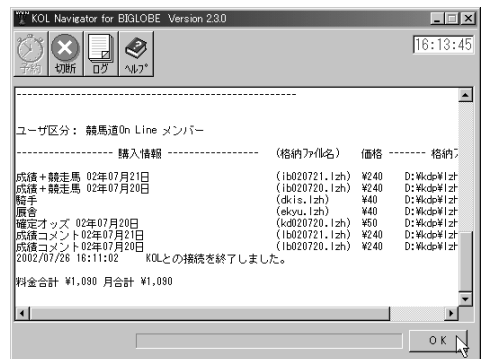 KOL Navigator for BIGLOBE Version 2.3.0
16:13:45
予約 切断 ログ ヘルプ
------------------------------------------------------
ユーザ区分： 競馬道On Line メンバー
---------------- 購入情報 ---------------- (格納ファイル名) 価格 ------- 格納フ
成績＋競走馬 02年07月21日 (ib020721.lzh) ¥240 D:¥kdp¥lzh
成績＋競走馬 02年07月20日 (ib020720.lzh) ¥240 D:¥kdp¥lzh
騎手 (dkis.lzh) ¥40 D:¥kdp¥lzh
厩舎 (ekyu.lzh) ¥40 D:¥kdp¥lzh
確定オッズ 02年07月20日 (kd020720.lzh) ¥50 D:¥kdp¥lzh
成績コメント02年07月21日 (lb020721.lzh) ¥240 D:¥kdp¥lzh
成績コメント02年07月20日 (lb020720.lzh) ¥240 D:¥kdp¥lzh
2002/07/26 16:11:02 KOLとの接続を終了しました。
料金合計 ¥1,090 月合計 ¥1,090
OK